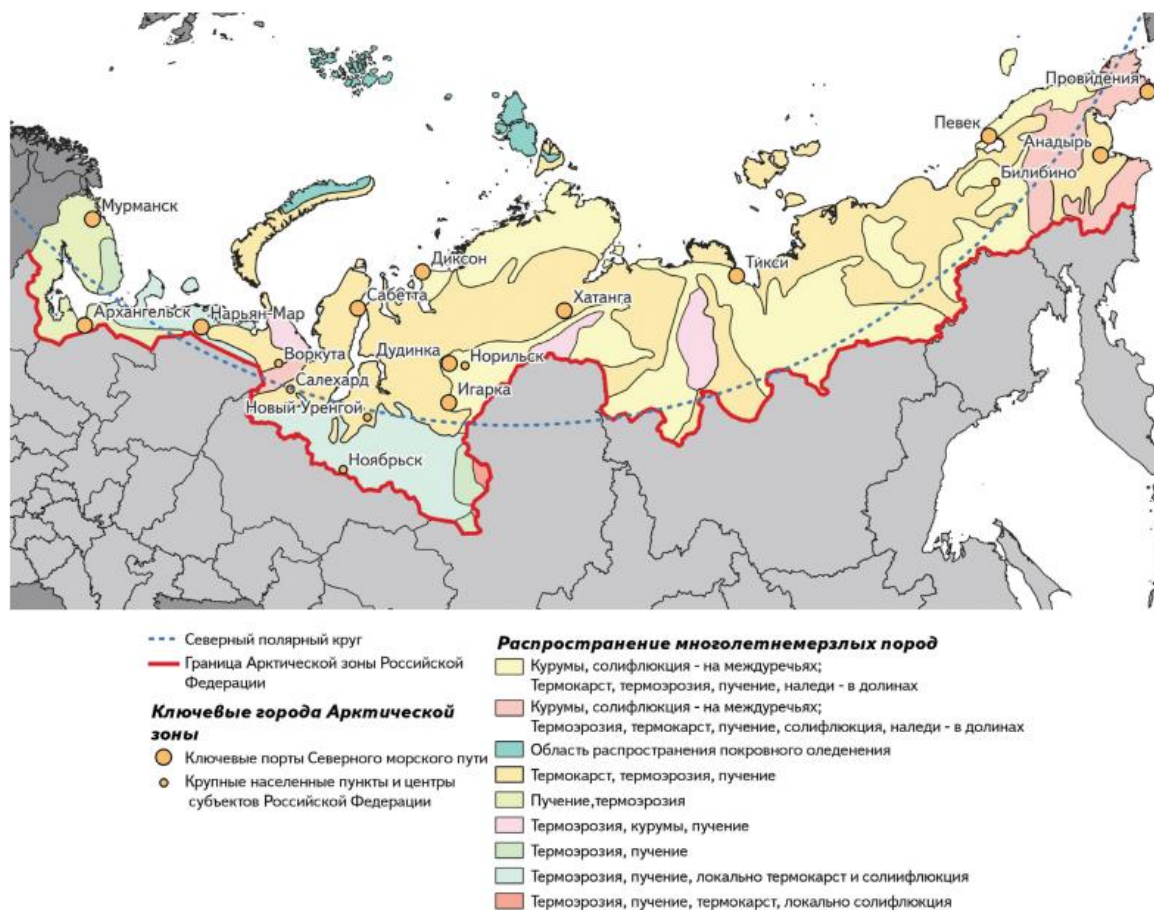 Провидения
Певек
Анадырь
Билибино
Мурманск
Диксон
Тикси
Сабетта
Хатанга
Архангельск
Нарьян-Мар
Воркута
Дудинка
Норильск
Салехард
Игарка
Новый Уренгой
Ноябрьск
Северный полярный круг
Граница Арктической зоны Российской
Федерации
Ключевые города Арктической
зоны
Ключевые порты Северного морского пути
Крупные населенные пункты и центры
субъектов Российской Федерации
Распространение многолетнемерзлых пород
Курумы, солифлюкция - на междуречьях;
Термокарст, термоэрозия, пучение, наледи - в долинах
Курумы, солифлюкция - на междуречьях;
Термоэрозия, термокарст, пучение, солифлюкция, наледи - в долинах
Область распространения покровного оледенения
Термокарст, термоэрозия, пучение
Пучение,термоэрозия
Термоэрозия, курумы, пучение
Термоэрозия, пучение
Термоэрозия, пучение, локально термокарст и солиифлюкция
Термоэрозия, пучение, термокарст, локально солифлюкция